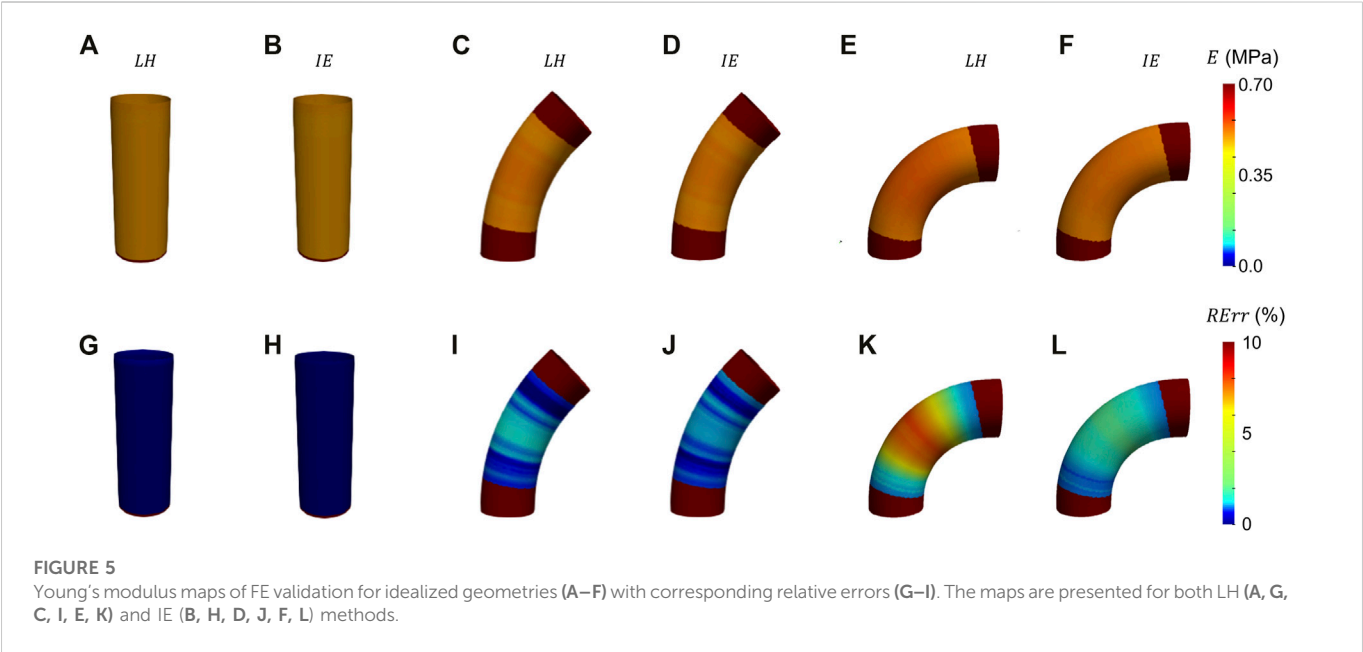 A B C D E F
LH IE LH IE LH IE E (MPa)
0.70
0.35
0.0
G H I J K L RErr (%)
10
5
0
FIGURE 5
Young's modulus maps of FE validation for idealized geometries (A–F) with corresponding relative errors (G–I). The maps are presented for both LH (A, G,
C, I, E, K) and IE (B, H, D, J, F, L) methods.